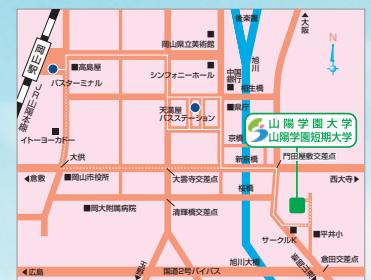 後楽園
▲大阪
岡山県立美術館
旭川
N
岡山駅
高島屋
バスターミナル
シンフォニーホール
中国銀行
相生橋
JR山陽本線
天満屋
バスステーション
県庁
山陽学園大学
山陽学園短期大学
イトーヨーカドー
京橋
新京橋
門田屋敷交差点
大供
◀倉敷
岡山市役所
大雲寺交差点
西大寺▶
桜橋
岡大附属病院
清輝橋交差点
サークルK
平井小
旭川大橋
倉田交差点
◀広島
国道2号バイパス